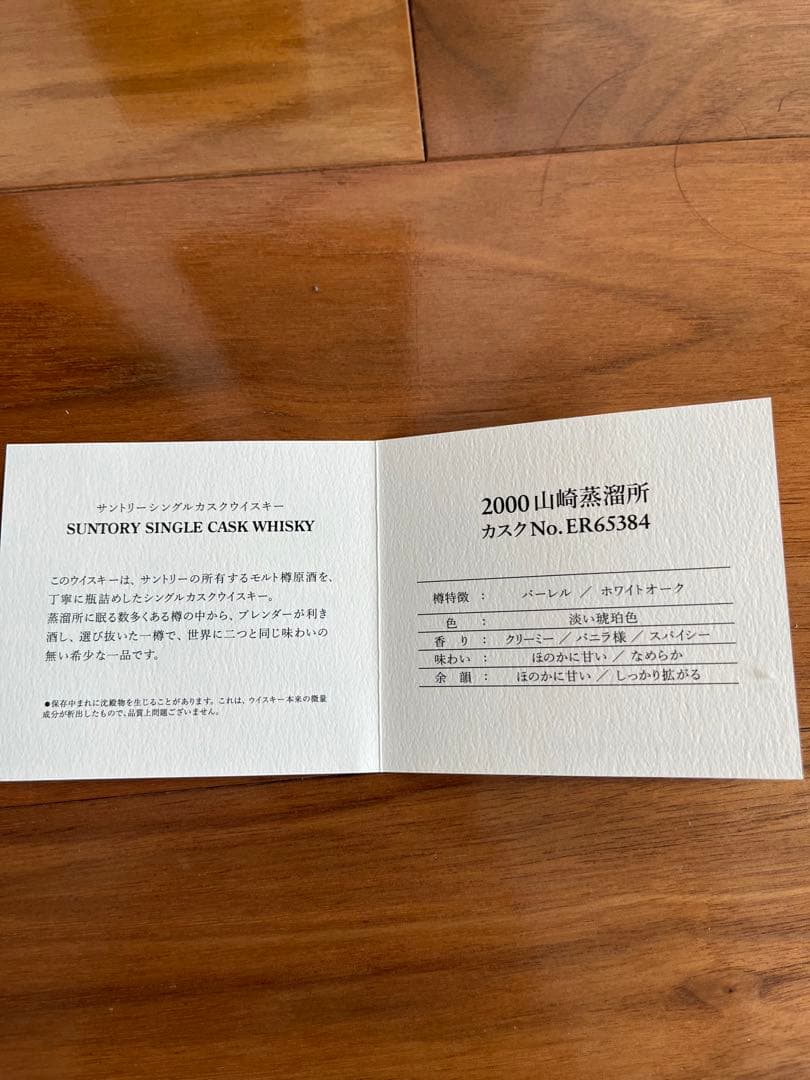 サントリーシングルカスクウイスキー
SUNTORY SINGLE CASK WHISKY
このウイスキーは、サントリーの所有するモルト樽原酒を、
丁寧に瓶詰めしたシングルカスクウイスキー。
蒸溜所に眠る数多くある樽の中から、ブレンダーが利き
酒し、選び抜いた一樽で、世界に二つと同じ味わいの
無い希少な一品です。
●保存中まれに沈殿物を生じることがあります。これは、ウイスキー本来の微量
成分が析出したもので、品質上問題ございません。
2000 山崎蒸溜所
カスクNo.ER65384
樽特徴 : バーレル / ホワイトオーク
色 : 淡い琥珀色
香り : クリーミー / バニラ様 / スパイシー
味わい : ほのかに甘い / なめらか
余韻 : ほのかに甘い / しっかり拡がる